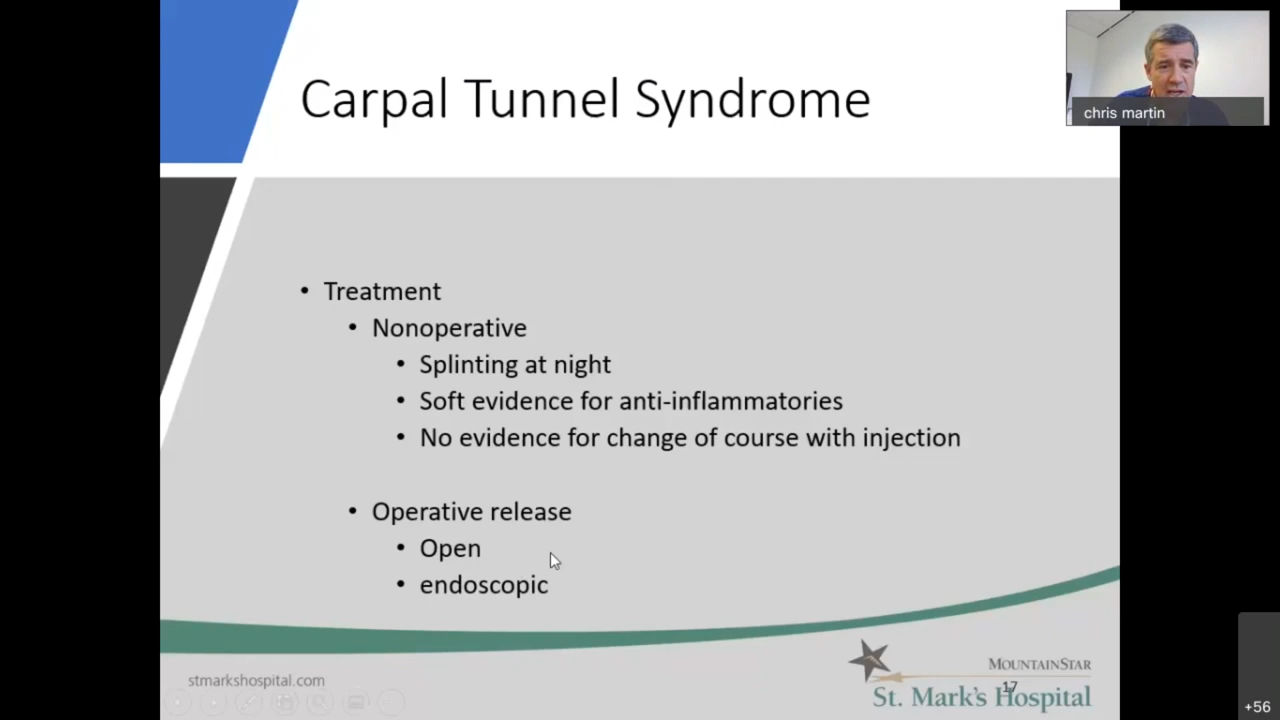 Carpal Tunnel Syndrome
chris martin
• Treatment
• Nonoperative
• Splinting at night
• Soft evidence for anti-inflammatories
• No evidence for change of course with injection
• Operative release
• Open
• endoscopic
stmarkshospital.com
MOUNTAINSTAR
St. Mark's Hospital
17
+56